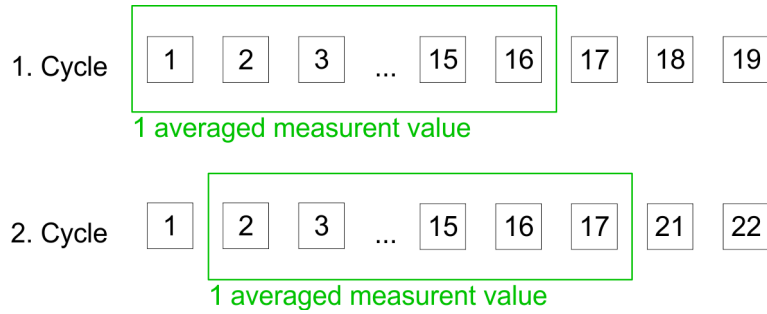 1. Cycle 1 2 3 ... 15 16 17 18 19
1 averaged measurent value
2. Cycle 1 2 3 ... 15 16 17 21 22
1 averaged measurent value